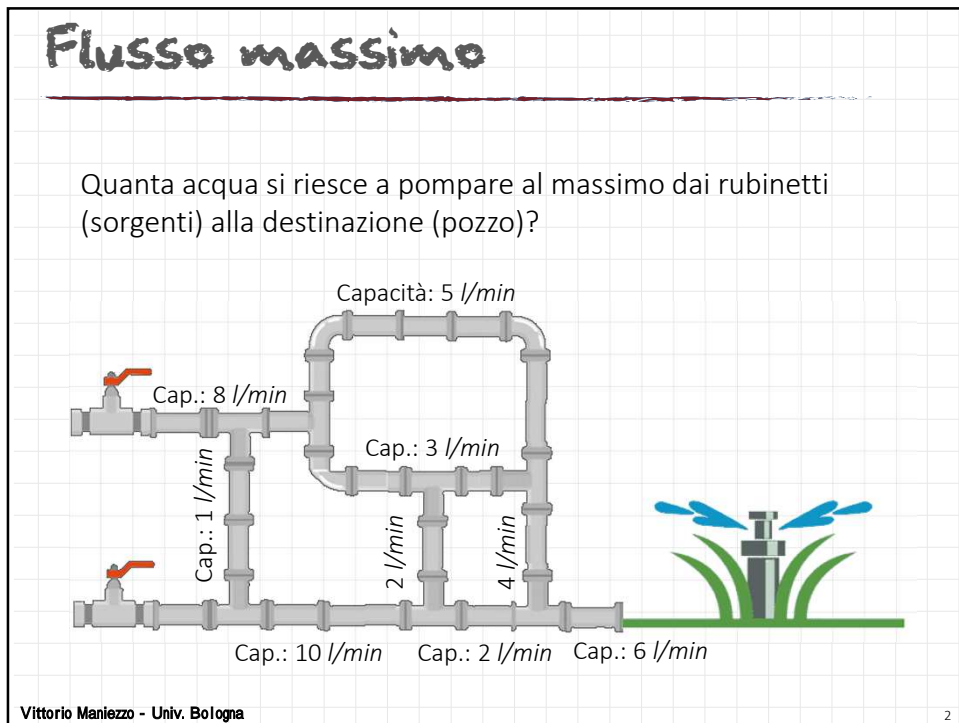 Flusso massimo
Quanta acqua si riesce a pompare al massimo dai rubinetti
(sorgenti) alla destinazione (pozzo)?
Capacità: 5 l/min
Cap.: 8 l/min
Cap.: 3 l/min
Cap.: 1 l/min
2 l/min
4 l/min
Cap.: 10 l/min
Cap.: 2 l/min
Cap.: 6 l/min
Vittorio Maniezzo - Univ. Bologna
2